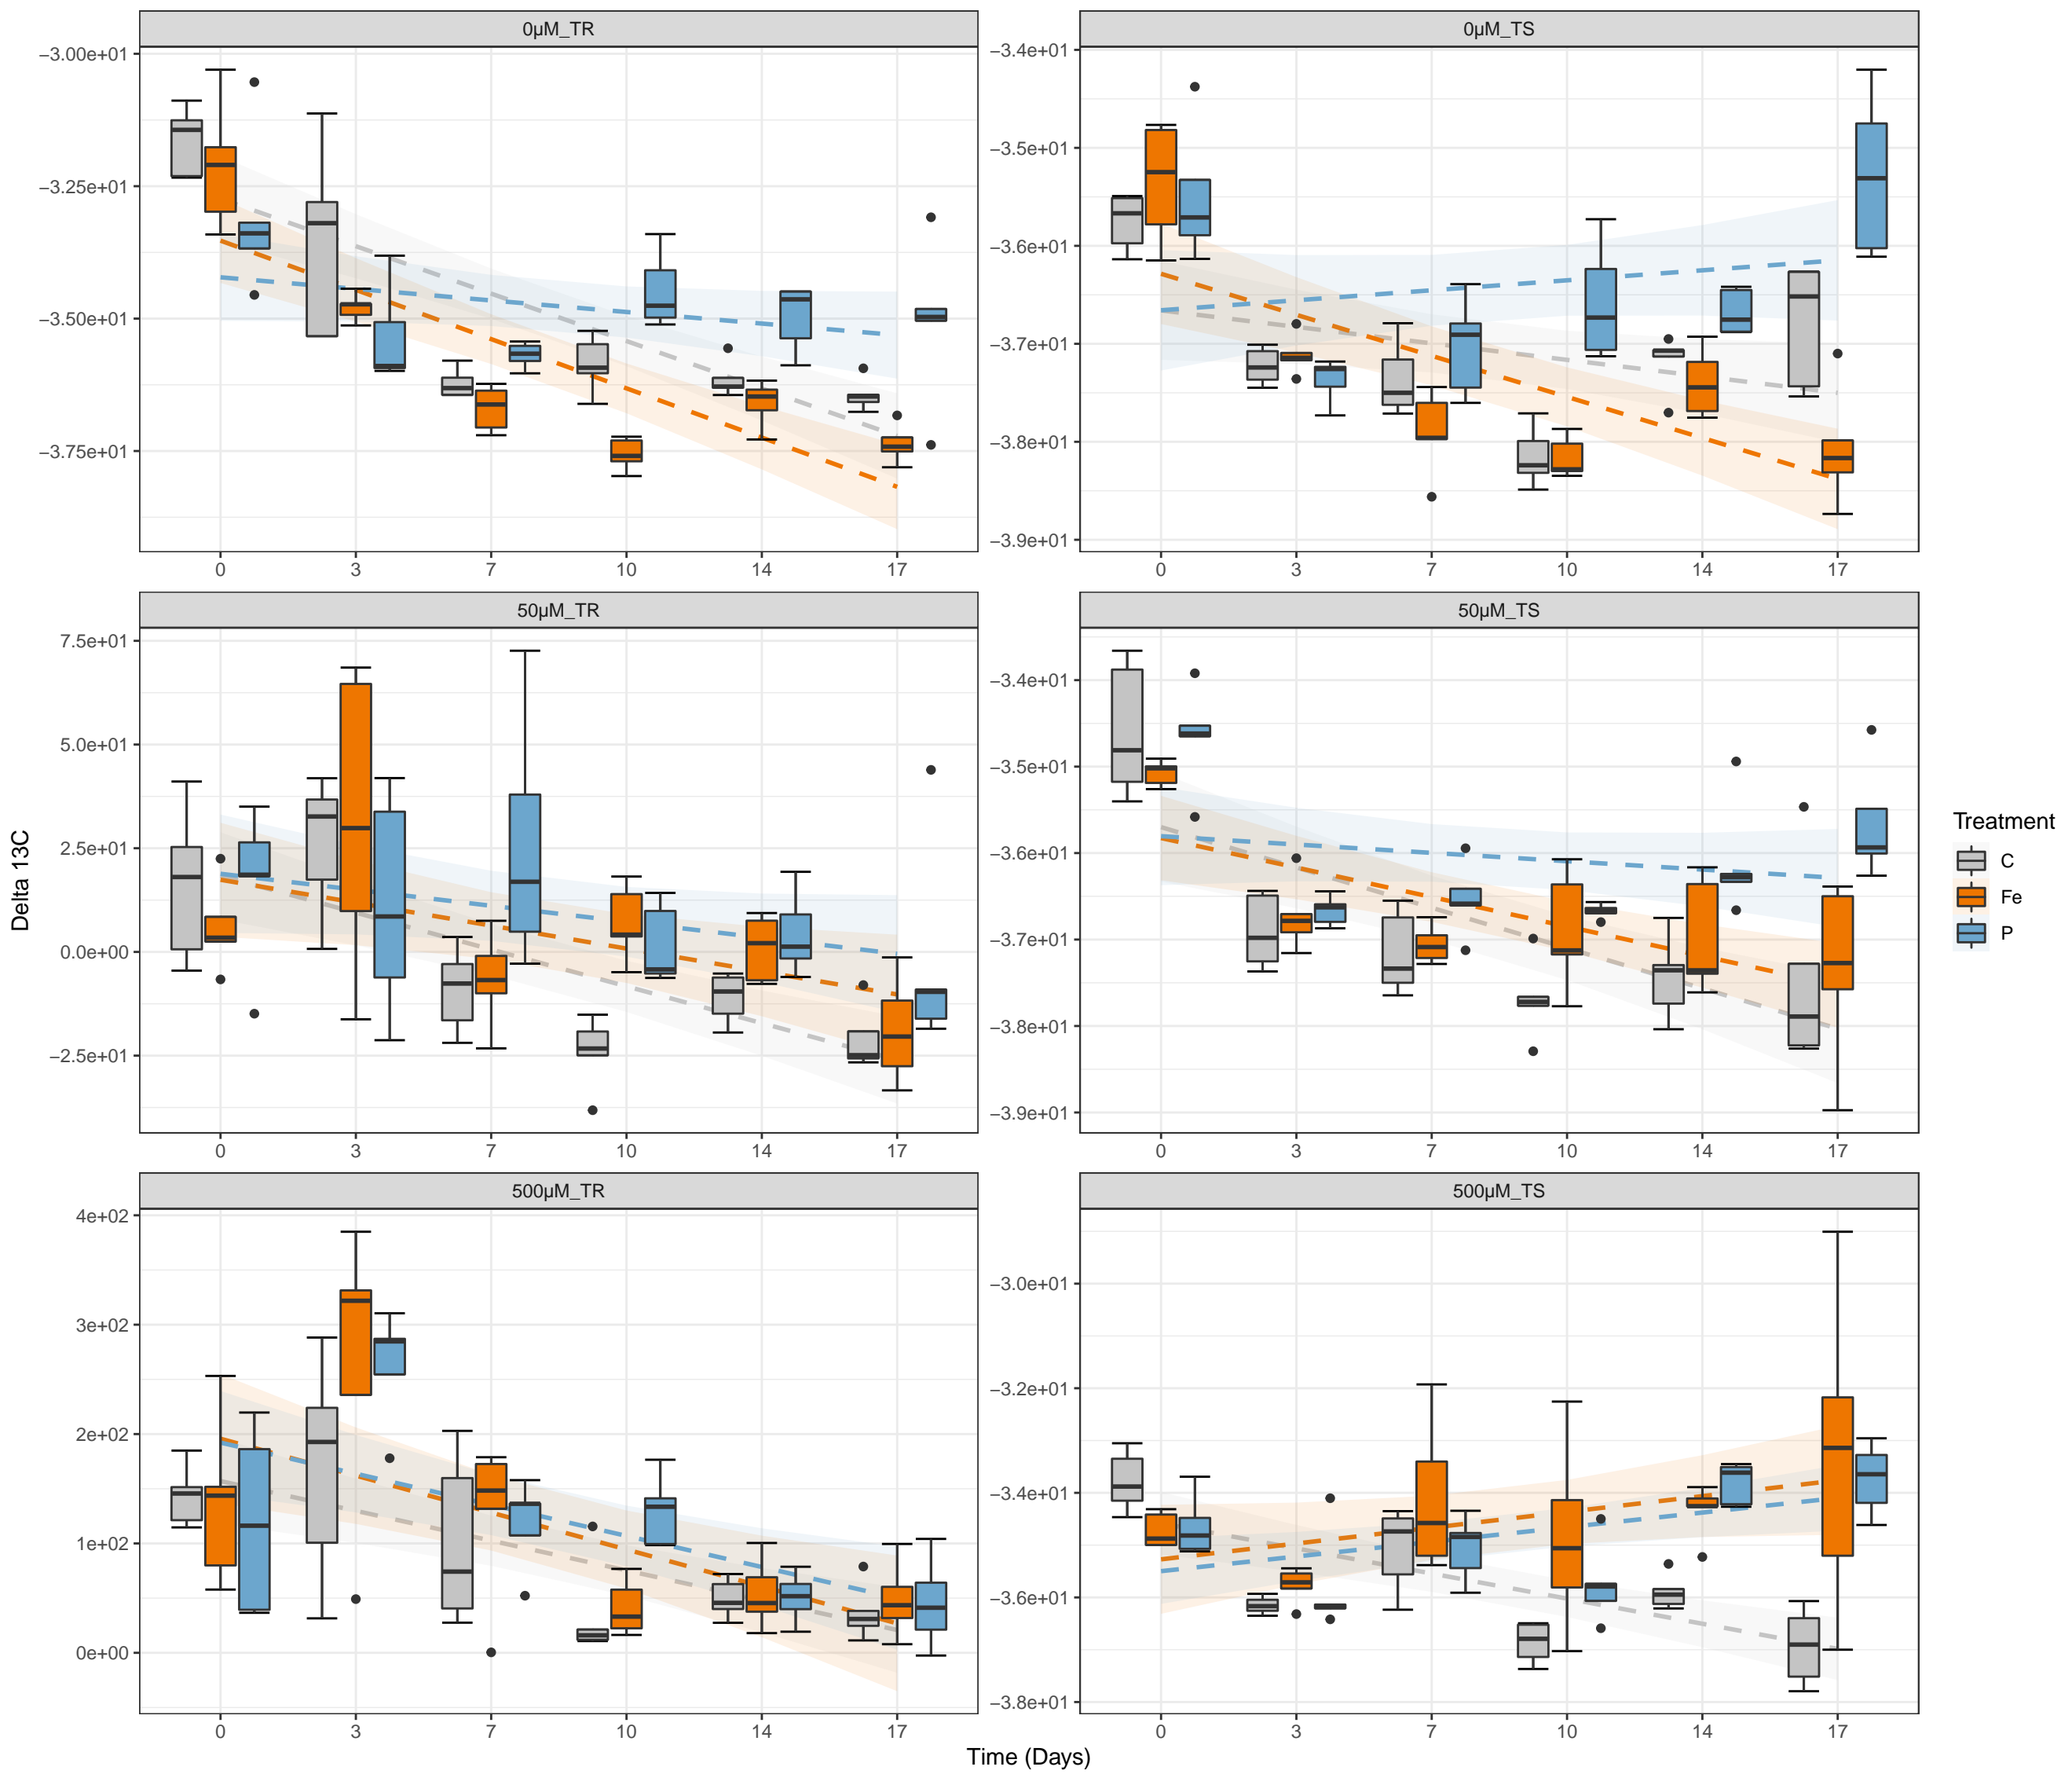 0µM_TR
0µM_TS
−3.00e+01
−3.25e+01
−3.50e+01
−3.75e+01
−3.4e+01
−3.5e+01
−3.6e+01
−3.7e+01
−3.8e+01
−3.9e+01
0 3 7 10 14 17
0 3 7 10 14 17
50µM_TR
50µM_TS
7.5e+01
5.0e+01
2.5e+01
0.0e+00
−2.5e+01
−3.4e+01
−3.5e+01
−3.6e+01
−3.7e+01
−3.8e+01
−3.9e+01
0 3 7 10 14 17
0 3 7 10 14 17
500µM_TR
500µM_TS
4e+02
3e+02
2e+02
1e+02
0e+00
−3.0e+01
−3.2e+01
−3.4e+01
−3.6e+01
−3.8e+01
0 3 7 10 14 17
0 3 7 10 14 17
Delta 13C
Time (Days)
Treatment
C
Fe
P